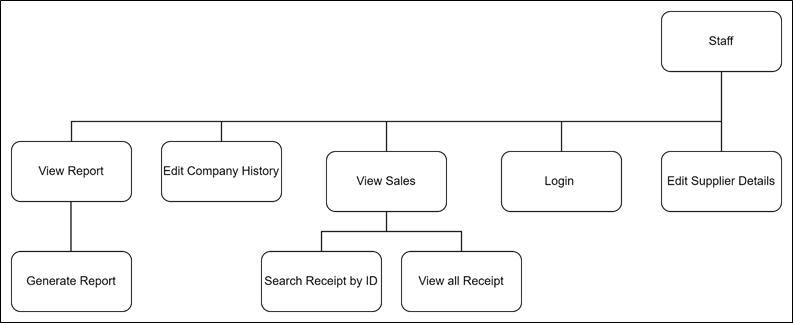 Staff
View Report
Edit Company History
View Sales
Login
Edit Supplier Details
Generate Report
Search Receipt by ID
View all Receipt